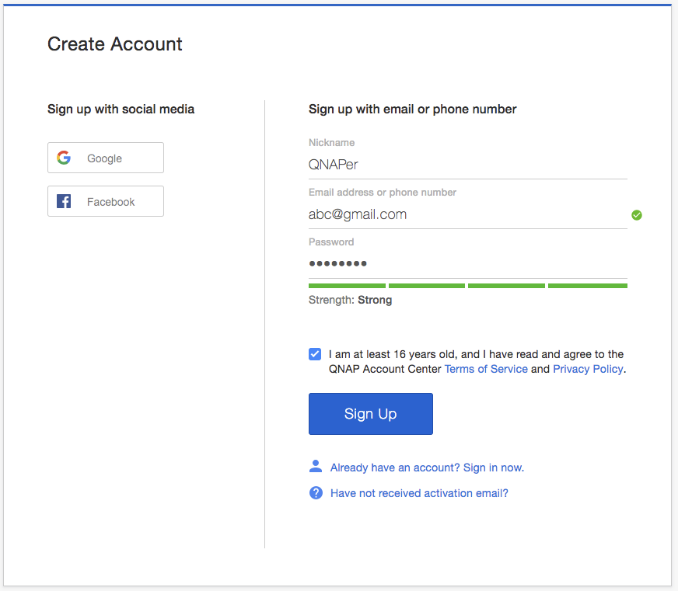 Create Account
Sign up with social media
Google
Facebook
Sign up with email or phone number
Nickname
QNAPer
Email address or phone number
abc@gmail.com
Password
••••••••
Strength: Strong
I am at least 16 years old, and I have read and agree to the
QNAP Account Center Terms of Service and Privacy Policy.
Sign Up
Already have an account? Sign in now.
Have not received activation email?